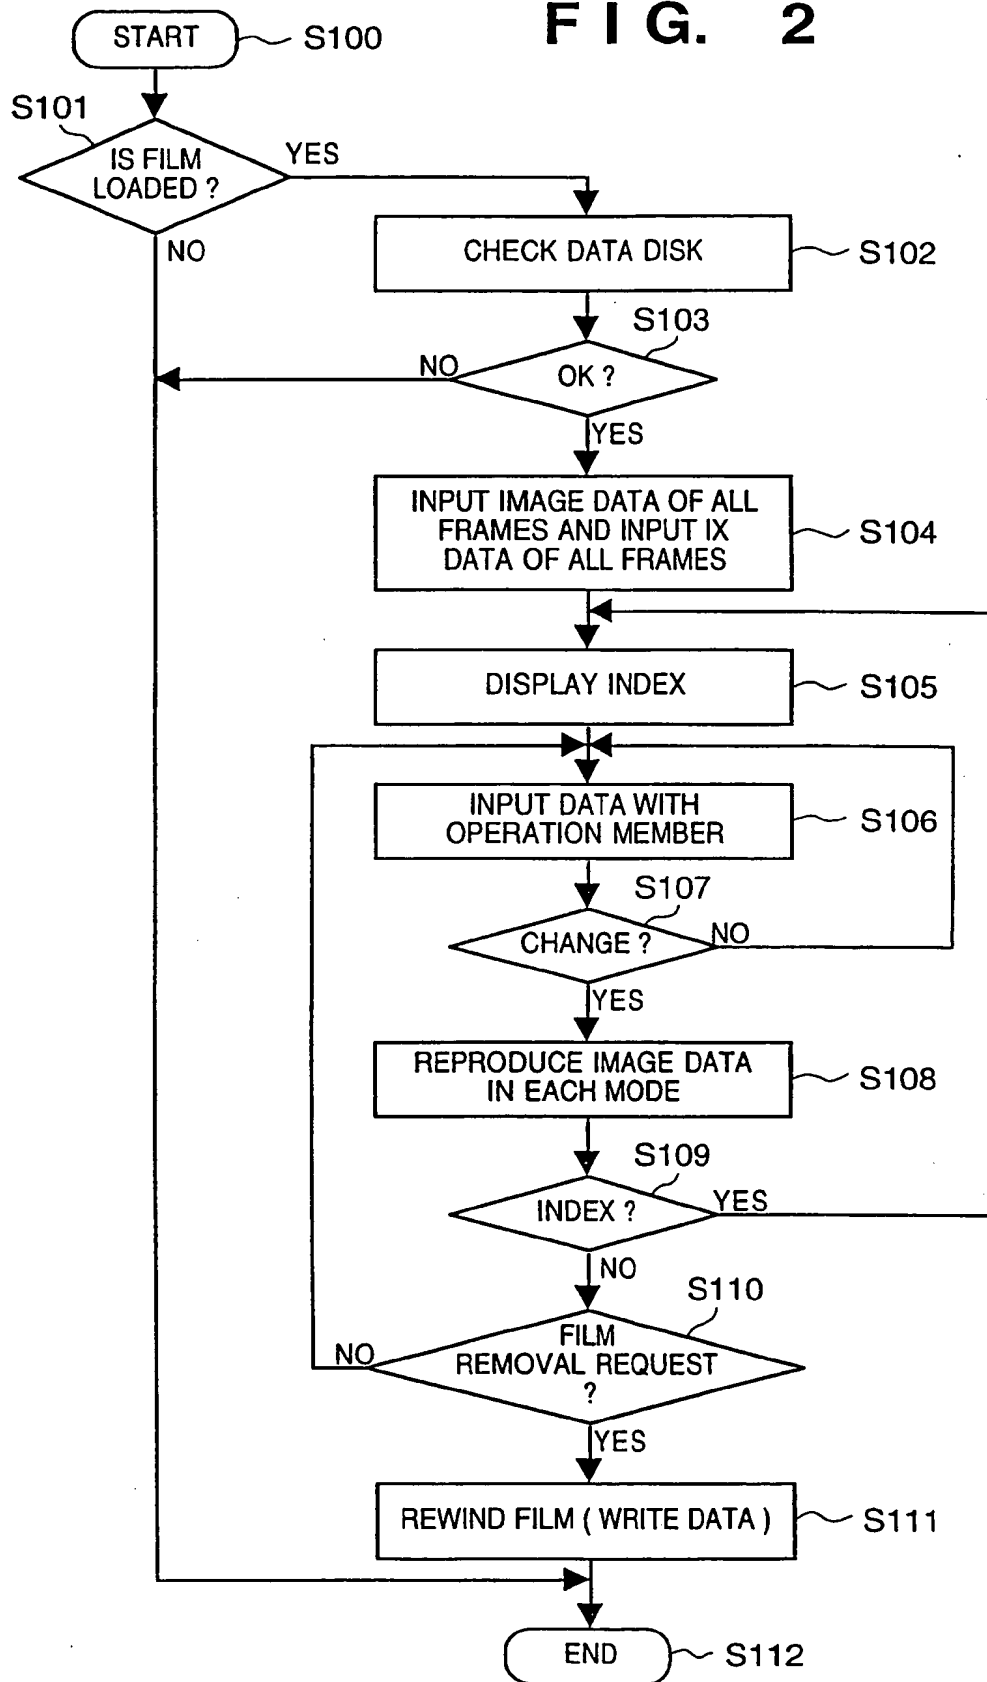 FIG. 2
START
S100
S101
IS FILM
LOADED ?
YES
NO
CHECK DATA DISK
S102
S103
OK ?
NO
YES
INPUT IMAGE DATA OF ALL
FRAMES AND INPUT IX
DATA OF ALL FRAMES
S104
DISPLAY INDEX
S105
INPUT DATA WITH
OPERATION MEMBER
S106
S107
CHANGE ?
NO
YES
REPRODUCE IMAGE DATA
IN EACH MODE
S108
S109
INDEX ?
YES
NO
S110
FILM
REMOVAL REQUEST
?
NO
YES
REWIND FILM ( WRITE DATA )
S111
END
S112